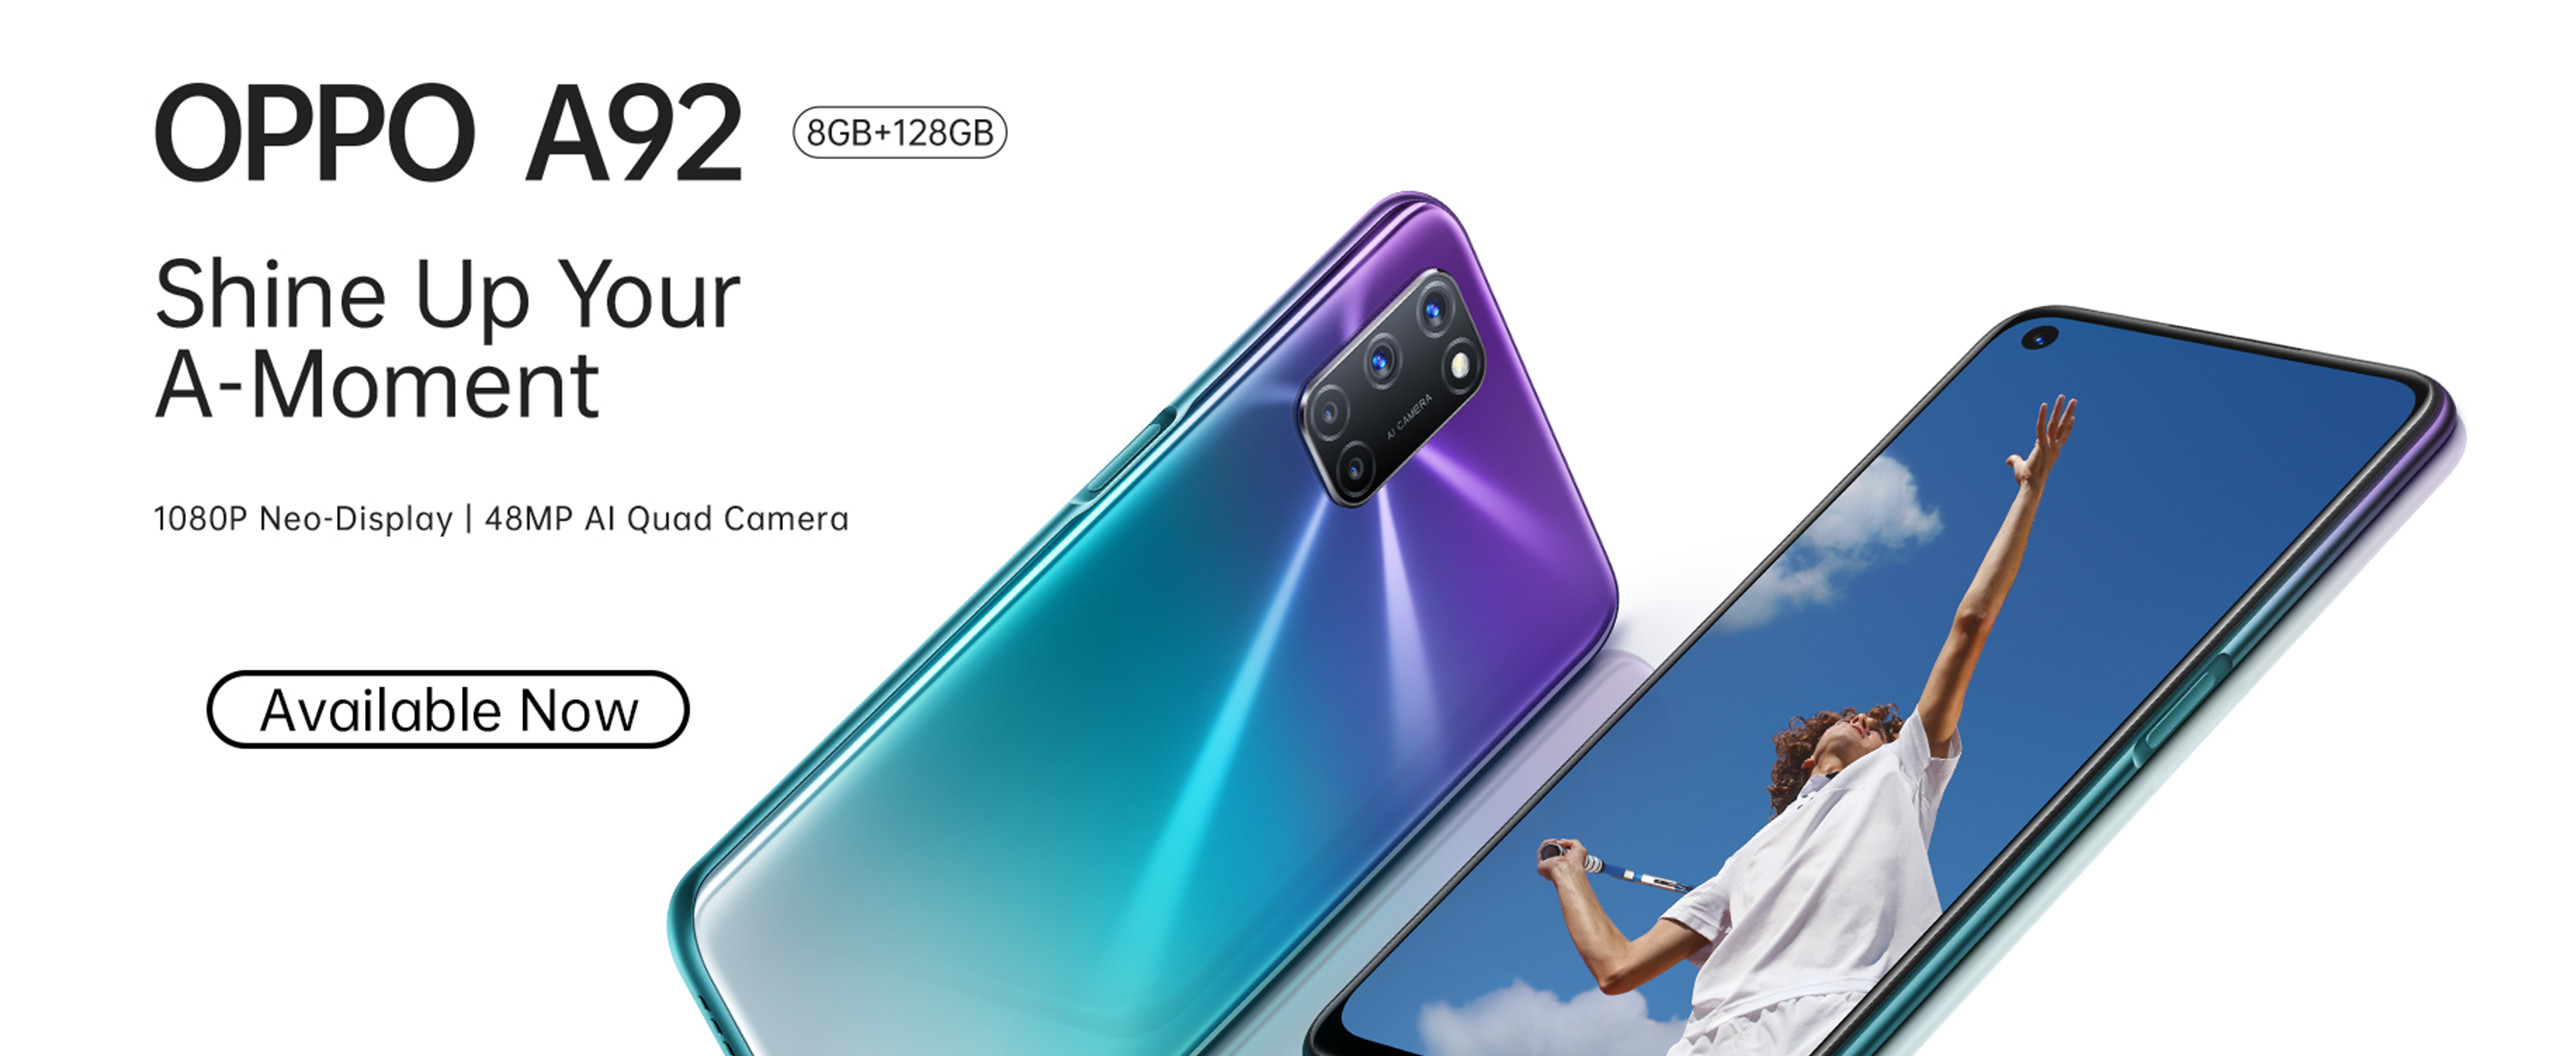 OPPO A92 8GB+128GB
Shine Up Your
A-Moment
1080P Neo-Display | 48MP AI Quad Camera
Available Now
AI CAMERA